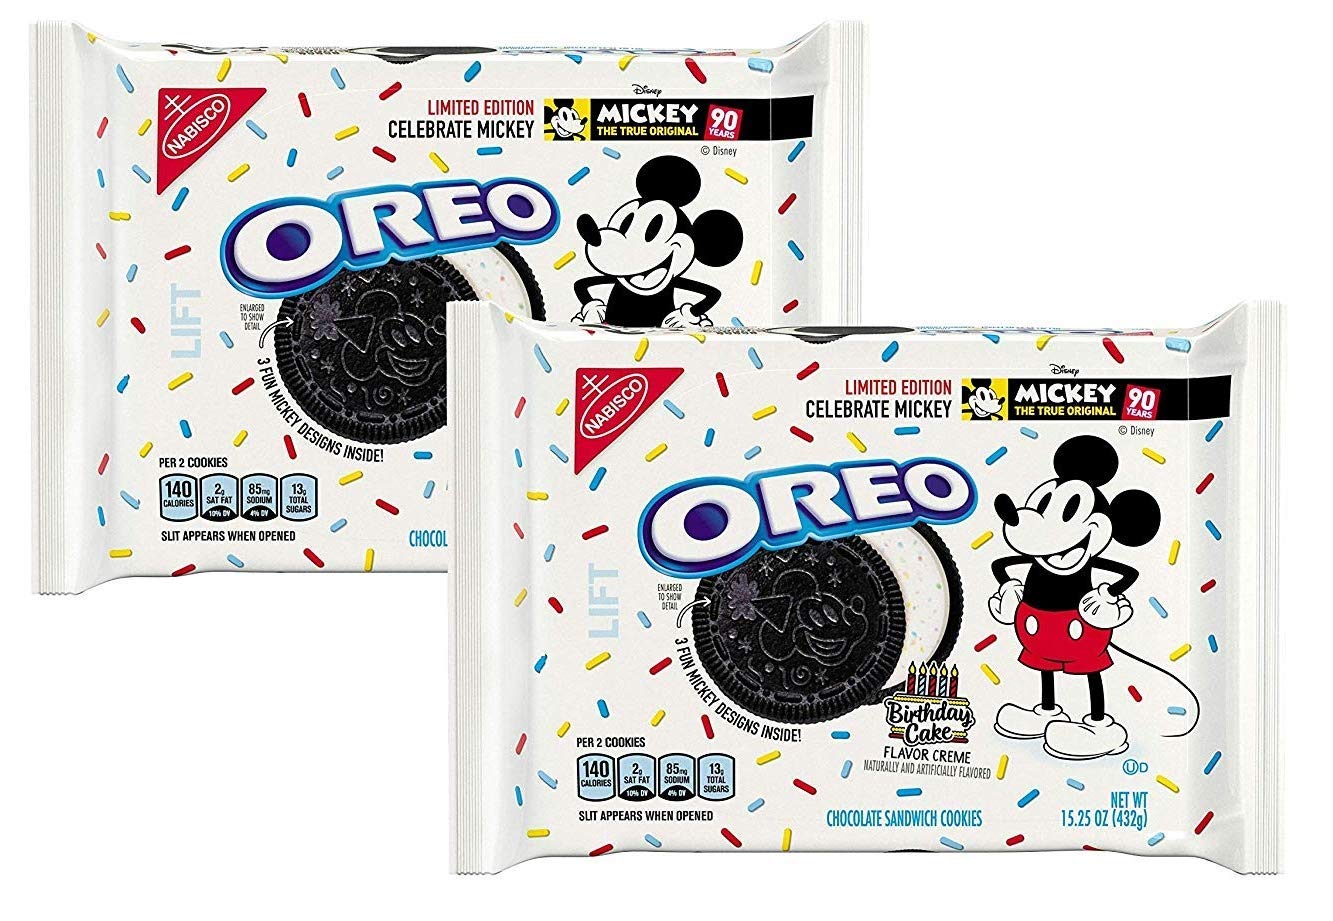 NABISCO
LIMITED EDITION
CELEBRATE MICKEY
Disney
MICKEY
THE TRUE ORIGINAL
90
YEARS
© Disney
OREO
LIFT
ENLARGED
TO SHOW
DETAIL
3 FUN MICKEY DESIGNS INSIDE!
PER 2 COOKIES
140
CALORIES
2g
SAT FAT
10% DV
85mg
SODIUM
4% DV
13g
TOTAL
SUGARS
SLIT APPEARS WHEN OPENED
CHOCOL
NABISCO
LIMITED EDITION
CELEBRATE MICKEY
Disney
MICKEY
THE TRUE ORIGINAL
90
YEARS
© Disney
OREO
LIFT
ENLARGED
TO SHOW
DETAIL
3 FUN MICKEY DESIGNS INSIDE!
Birthday
Cake
FLAVOR CREME
NATURALLY AND ARTIFICIALLY FLAVORED
PER 2 COOKIES
140
CALORIES
2g
SAT FAT
10% DV
85mg
SODIUM
4% DV
13g
TOTAL
SUGARS
SLIT APPEARS WHEN OPENED
CHOCOLATE SANDWICH COOKIES
UD
NET WT
15.25 OZ (432g)